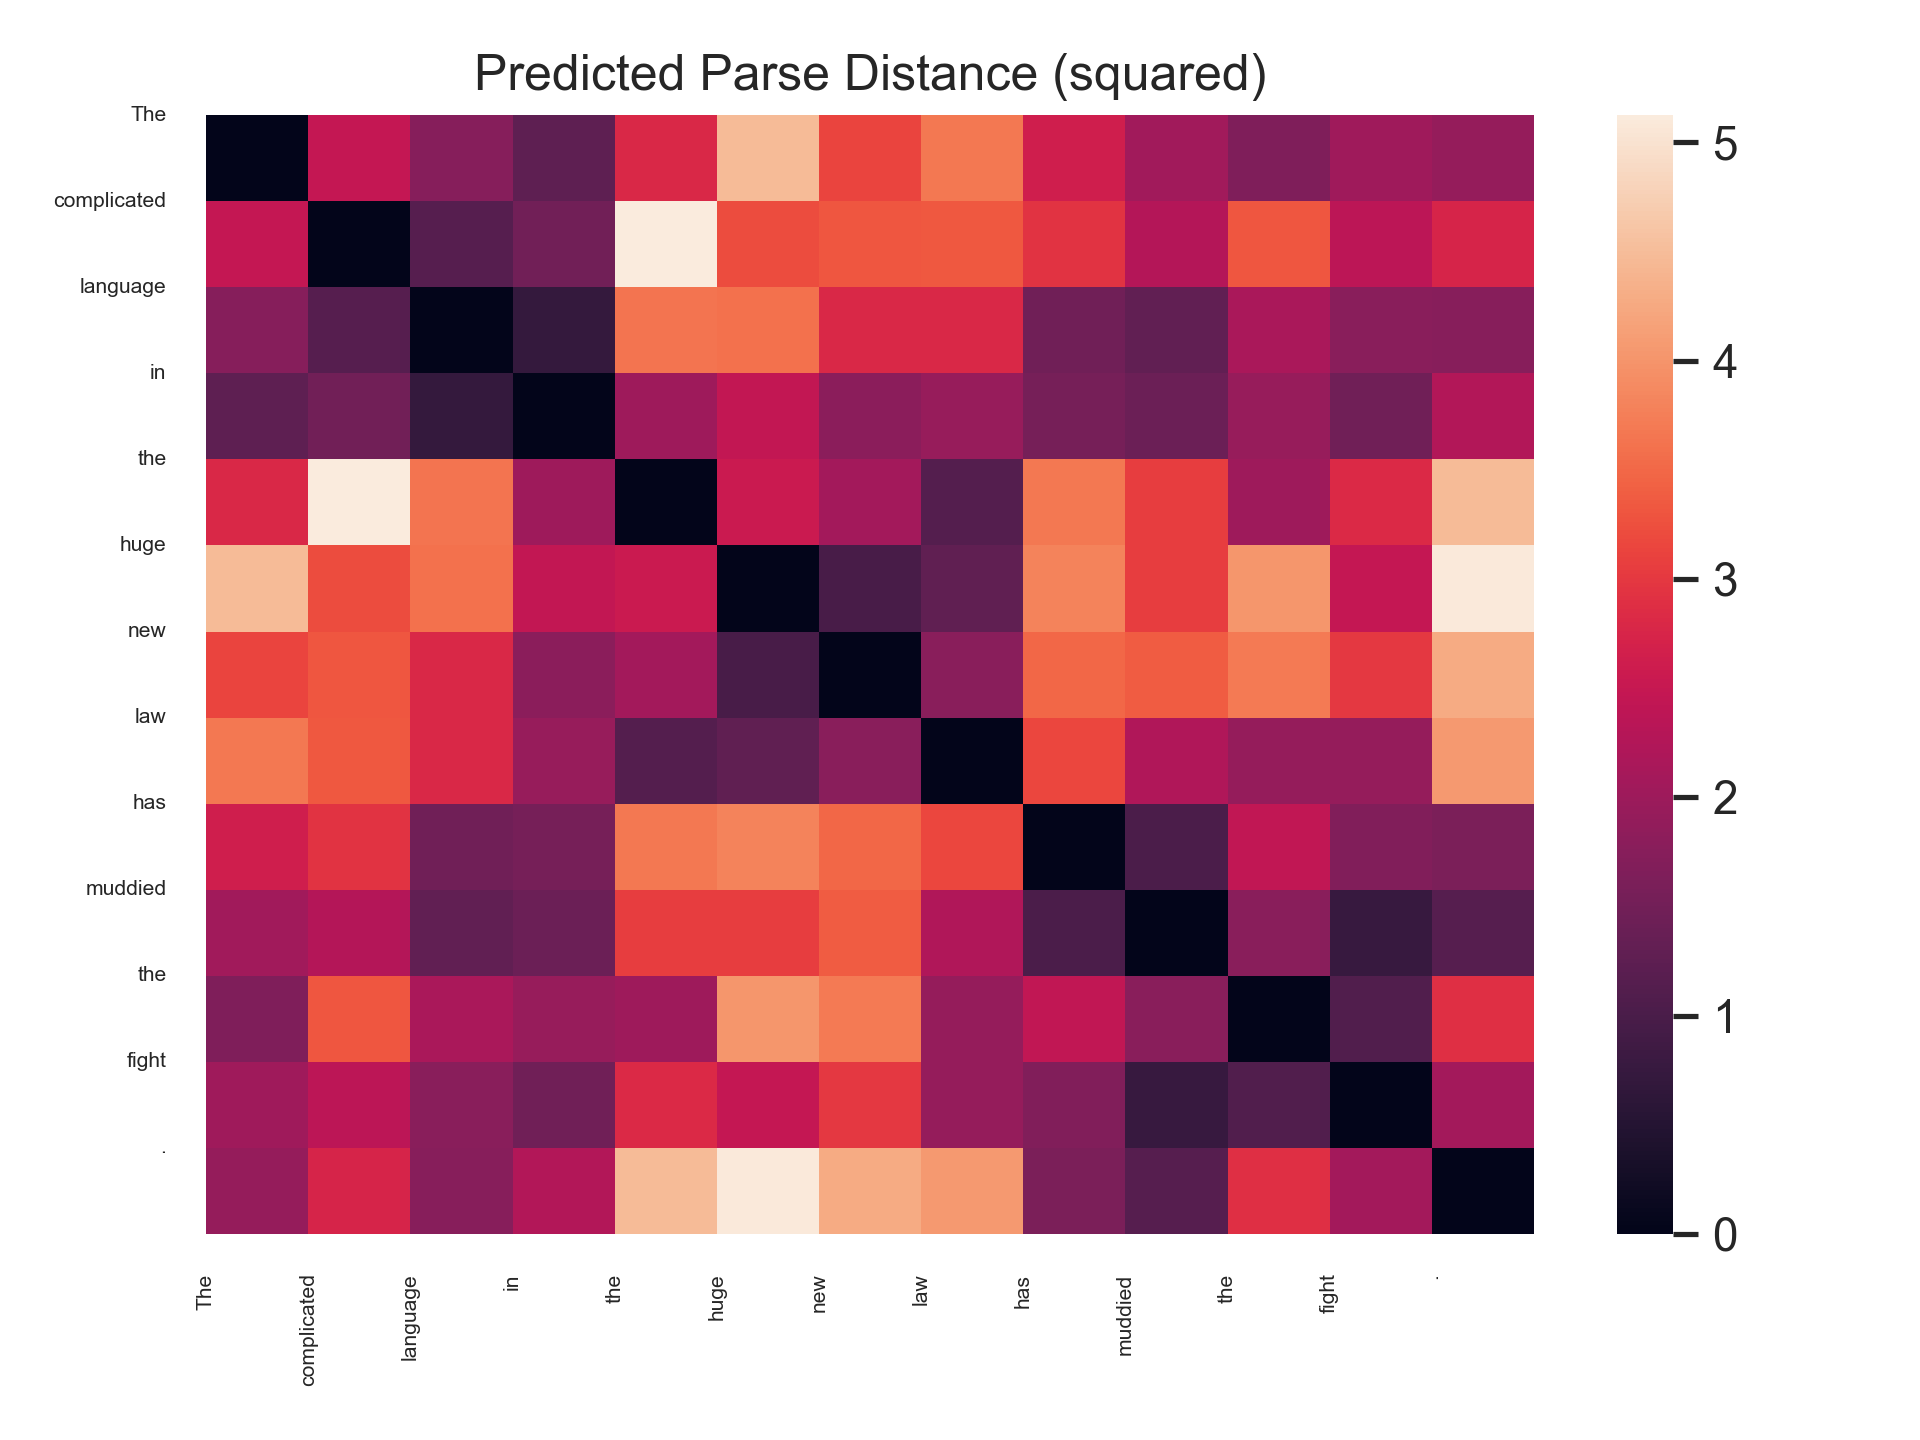 Predicted Parse Distance (squared)
The
complicated
language
in
the
huge
new
law
has
muddied
the
fight
.
5
4
3
2
1
0
The
complicated
language
in
the
huge
new
law
has
muddied
the
fight
.